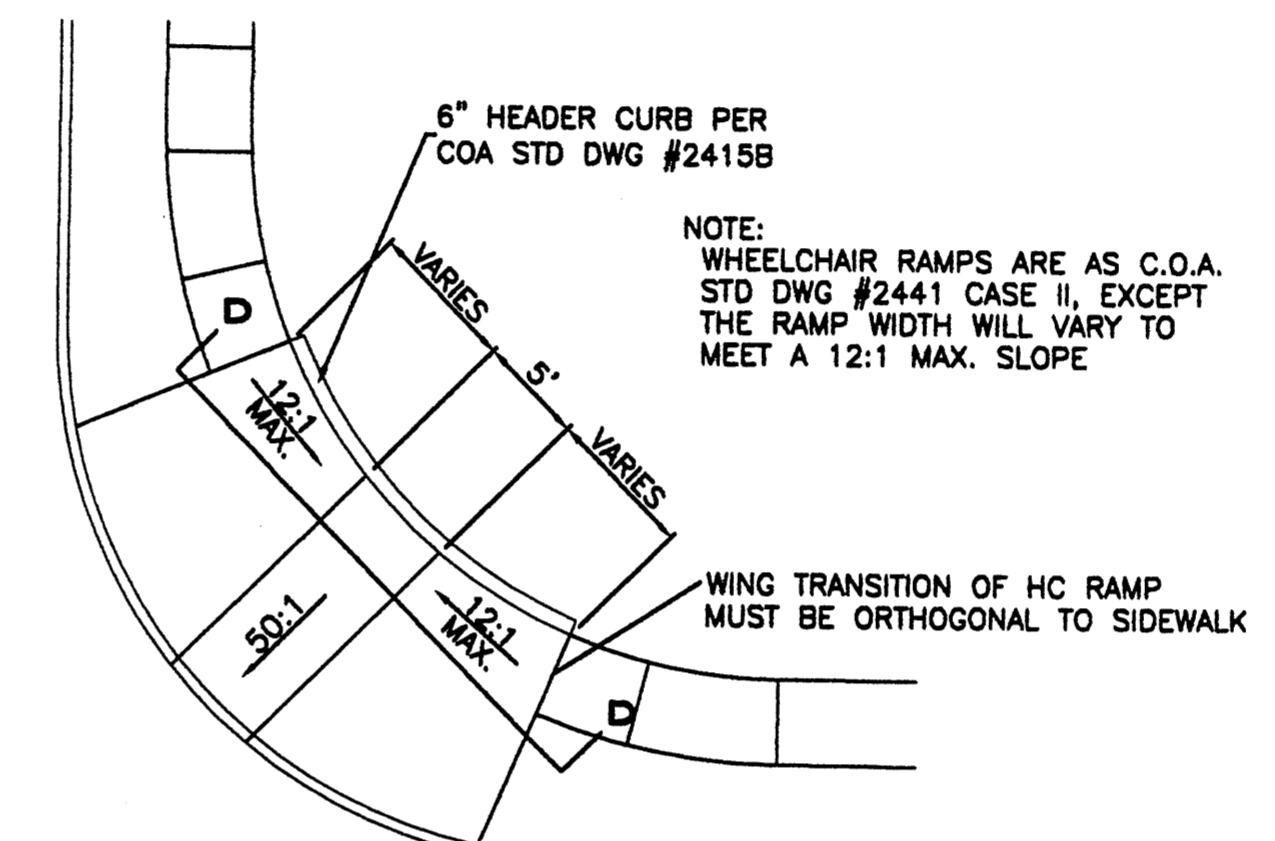 6" HEADER CURB PER
COA STD DWG #2415B
NOTE:
WHEELCHAIR RAMPS ARE AS C.O.A.
STD DWG #2441 CASE II, EXCEPT
THE RAMP WIDTH WILL VARY TO
MEET A 12:1 MAX. SLOPE
VARIES
5'
VARIES
D
12:1
MAX.
50:1
12:1
MAX.
WING TRANSITION OF HC RAMP
MUST BE ORTHOGONAL TO SIDEWALK
D